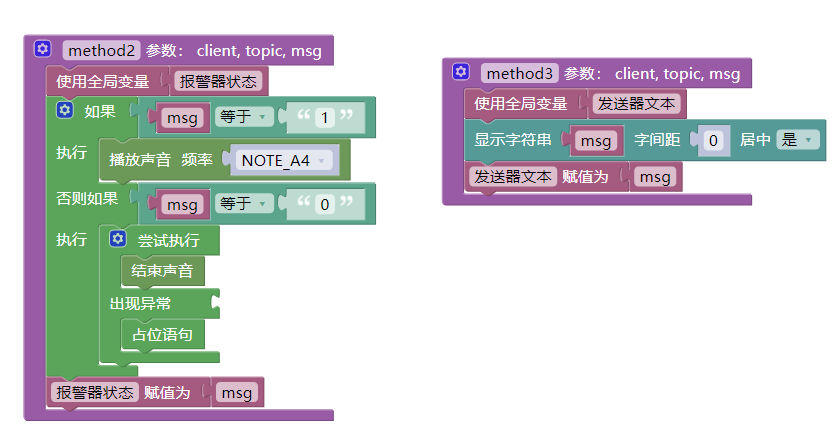 method2 参数: client, topic, msg
使用全局变量 报警器状态
如果 msg 等于 “ 1 ”
执行 播放声音 频率 NOTE_A4
否则如果 msg 等于 “ 0 ”
执行 尝试执行
结束声音
出现异常
占位语句
报警器状态 赋值为 msg
method3 参数: client, topic, msg
使用全局变量 发送器文本
显示字符串 msg 字间距 0 居中 是
发送器文本 赋值为 msg